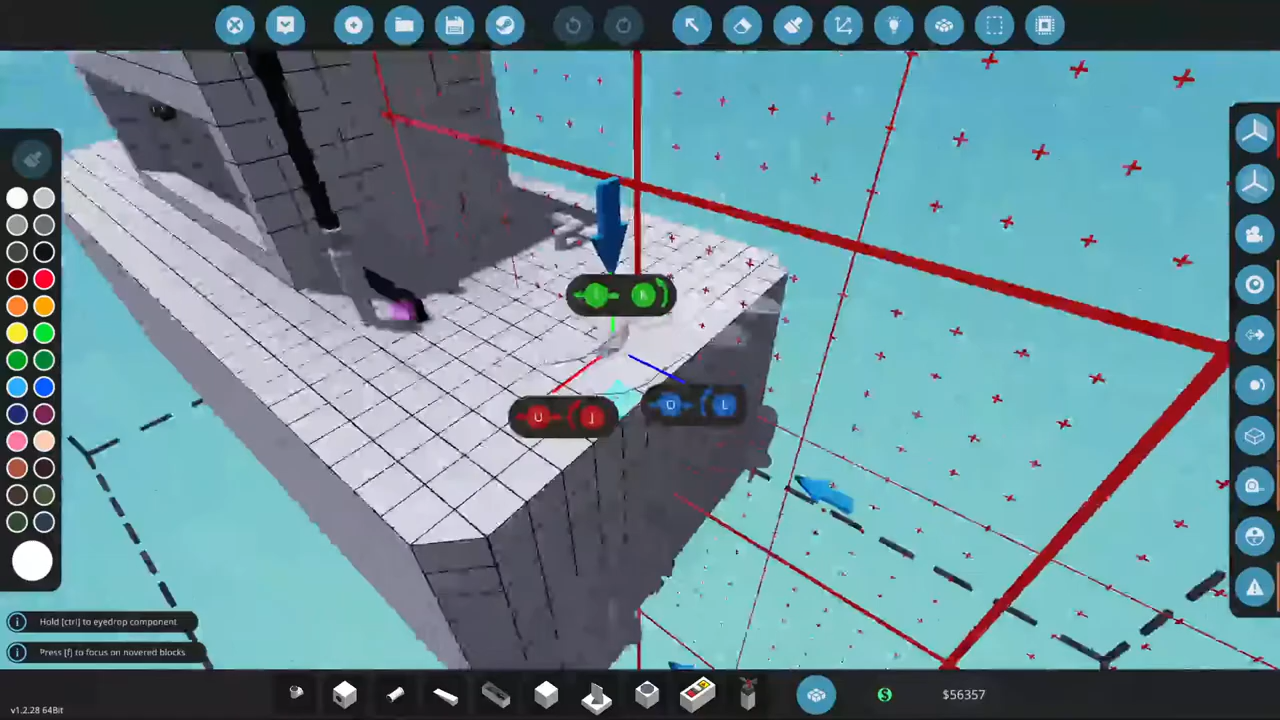 K
U
J
O
L
Hold [ctrl] to eyedrop component
Press [f] to focus on hovered blocks
$
$56357
v1.2.28 64Bit